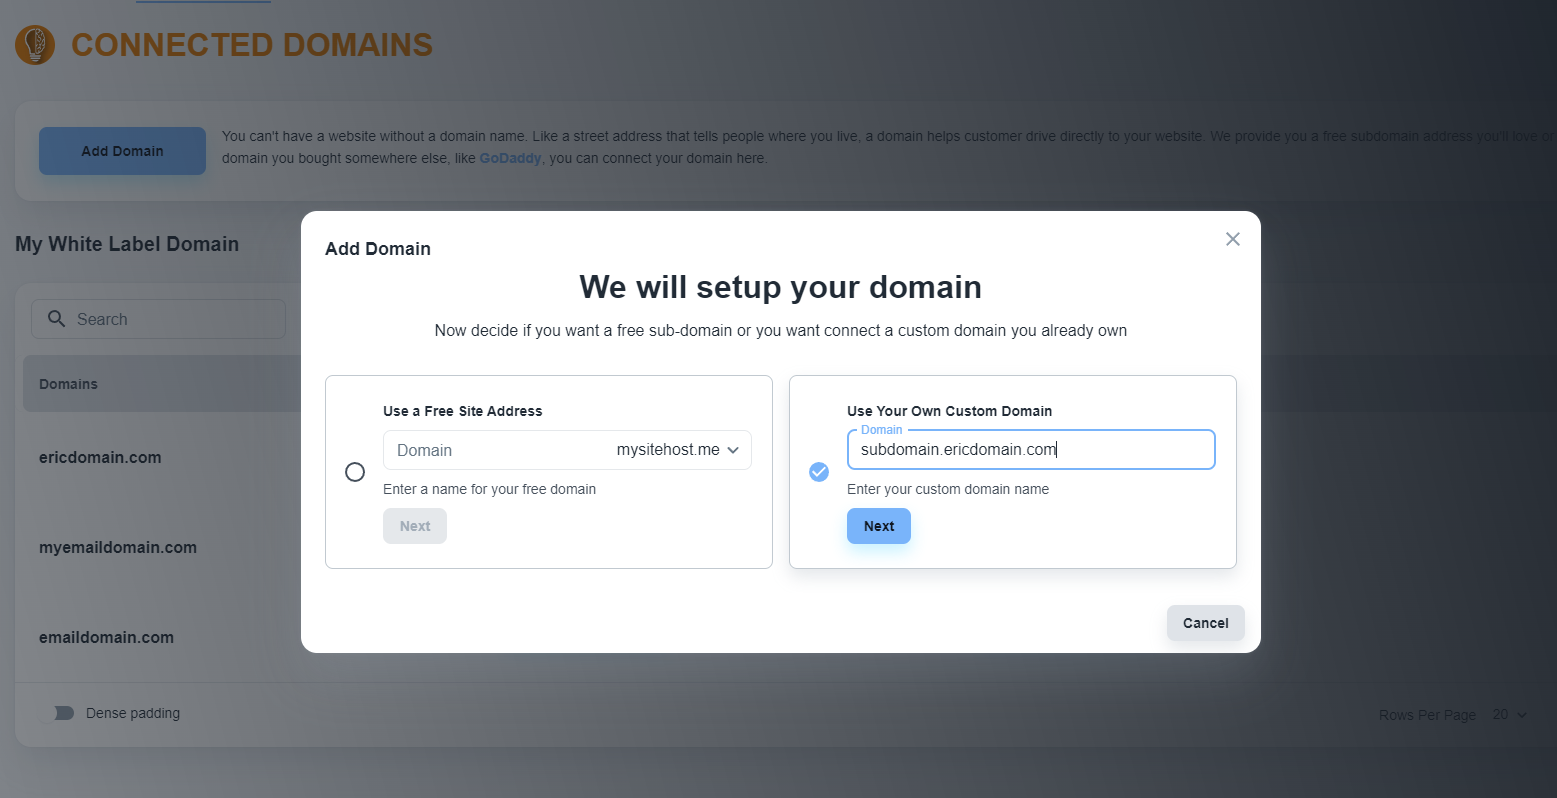 CONNECTED DOMAINS
Add Domain
You can't have a website without a domain name. Like a street address that tells people where you live, a domain helps customer drive directly to your website. We provide you a free subdomain address you'll love or
domain you bought somewhere else, like GoDaddy, you can connect your domain here.
My White Label Domain
Search
Domains
ericdomain.com
myemaildomain.com
emaildomain.com
Dense padding
Rows Per Page 20
Add Domain
We will setup your domain
Now decide if you want a free sub-domain or you want connect a custom domain you already own
Use a Free Site Address
Domain mysitehost.me
Enter a name for your free domain
Next
Use Your Own Custom Domain
Domain
subdomain.ericdomain.com
Enter your custom domain name
Next
Cancel